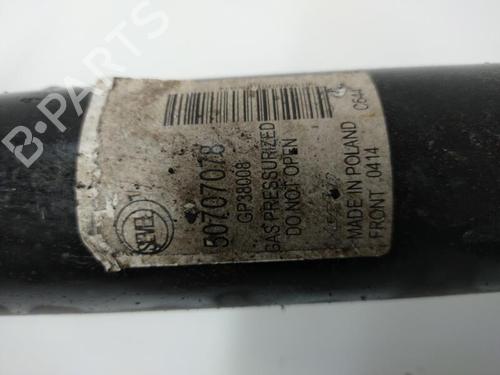 C644
SEVEL
50707078
GP38008
GAS PRESSURIZED
DO NOT OPEN
MADE IN POLAND
FRONT 0414
B-PARTS